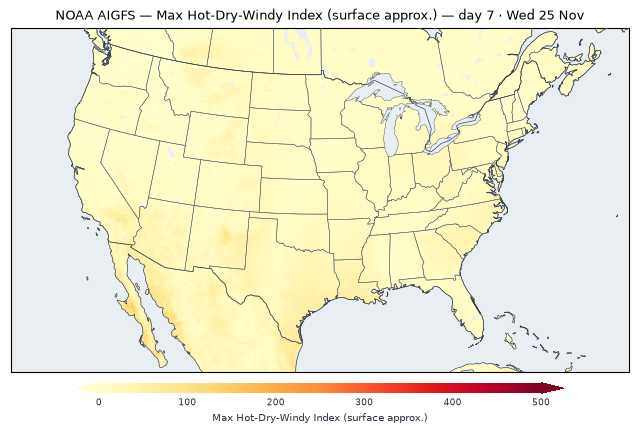 NOAA AIGFS — Max Hot-Dry-Windy Index (surface approx.) — day 7 · Wed 25 Nov
0 100 200 300 400 500
Max Hot-Dry-Windy Index (surface approx.)